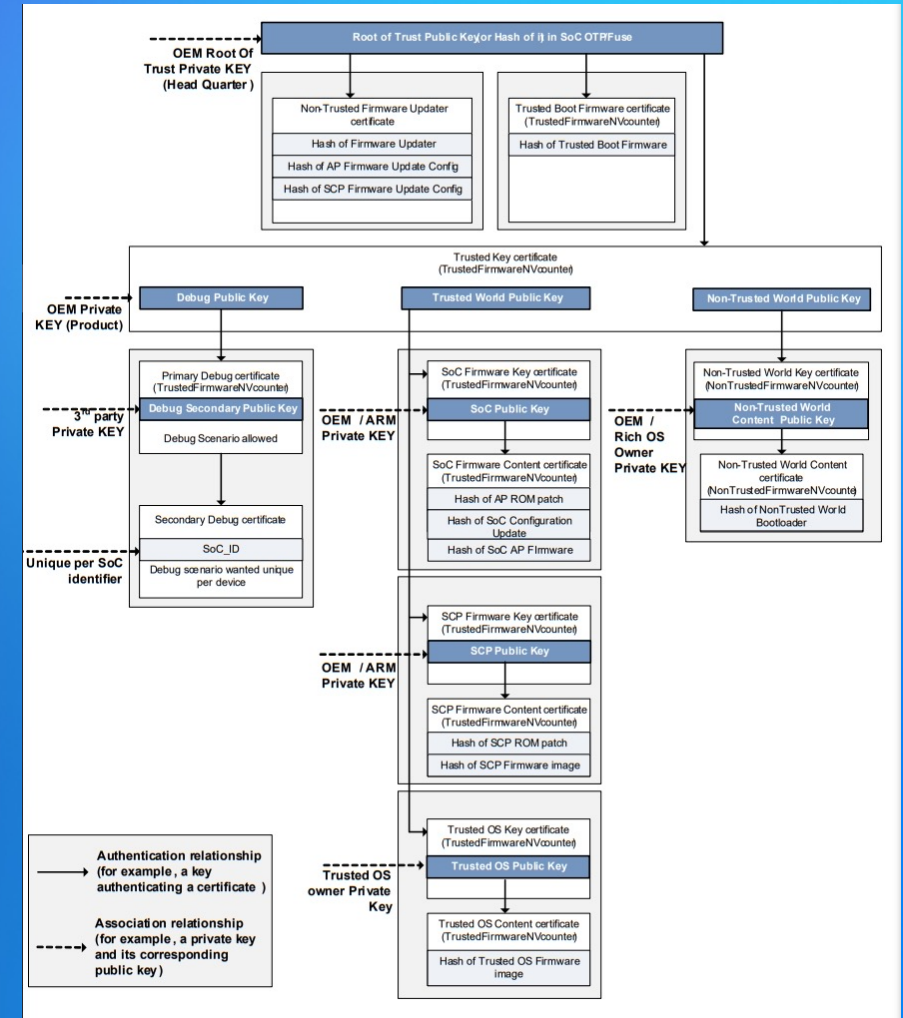 Root of Trust Public Key(or Hash of it) in SoC OTP/Fuse
OEM Root Of
Trust Private KEY
(Head Quarter )
Non-Trusted Firmware Updater
certificate
Hash of Firmware Updater
Hash of AP Firmware Update Config
Hash of SCP Firmware Update Config
Trusted Boot Firmware certificate
(TrustedFirmwareNVcounter)
Hash of Trusted Boot Firmware
Trusted Key certificate
(TrustedFirmwareNVcounter)
OEM Private
KEY (Product)
Debug Public Key
Trusted World Public Key
Non-Trusted World Public Key
Primary Debug certificate
(TrustedFirmwareNVcounter)
3rd party
Private KEY
Debug Secondary Public Key
Debug Scenario allowed
Secondary Debug certificate
SoC_ID
Unique per SoC
identifier
Debug scenario wanted unique
per device
SoC Firmware Key certificate
(TrustedFirmwareNVcounter)
OEM / ARM
Private KEY
SoC Public Key
SoC Firmware Content certificate
(TrustedFirmwareNVcounter)
Hash of AP ROM patch
Hash of SoC Configuration
Update
Hash of SoC AP FIrmware
Non-Trusted World Key certificate
(NonTrustedFirmwareNVcounter)
OEM /
Rich OS
Owner
Private KEY
Non-Trusted World
Content Public Key
Non-Trusted World Content
certificate
(NonTrustedFirmwareNVcounte)
Hash of NonTrusted World
Bootloader
SCP Firmware Key certificate
(TrustedFirmwareNVcounter)
OEM / ARM
Private KEY
SCP Public Key
SCP Firmware Content certificate
(TrustedFirmwareNVcounter)
Hash of SCP ROM patch
Hash of SCP Firmware image
Trusted OS Key certificate
(TrustedFirmwareNVcounter)
Trusted OS
owner Private
Key
Trusted OS Public Key
Trusted OS Content certificate
(TrustedFirmwareNVcounter)
Hash of Trusted OS Firmware
image
Authentication relationship
(for example , a key
authenticating a certificate )
Association relationship
(for example , a private key
and its corresponding
public key )